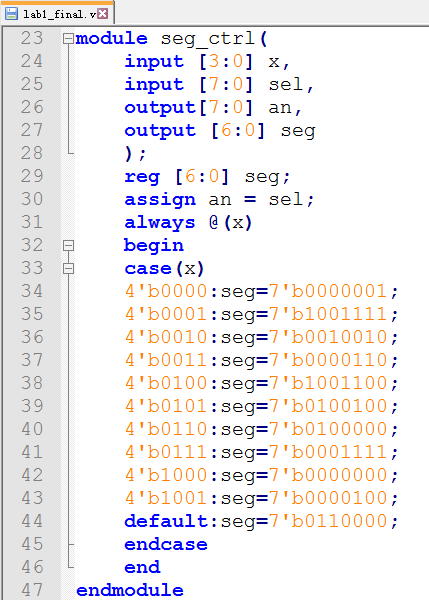 lab1_final.v
23 module seg_ctrl(
24 input [3:0] x,
25 input [7:0] sel,
26 output[7:0] an,
27 output [6:0] seg
28 );
29 reg [6:0] seg;
30 assign an = sel;
31 always @(x)
32 begin
33 case(x)
34 4'b0000:seg=7'b0000001;
35 4'b0001:seg=7'b1001111;
36 4'b0010:seg=7'b0010010;
37 4'b0011:seg=7'b0000110;
38 4'b0100:seg=7'b1001100;
39 4'b0101:seg=7'b0100100;
40 4'b0110:seg=7'b0100000;
41 4'b0111:seg=7'b0001111;
42 4'b1000:seg=7'b0000000;
43 4'b1001:seg=7'b0000100;
44 default:seg=7'b0110000;
45 endcase
46 end
47 endmodule